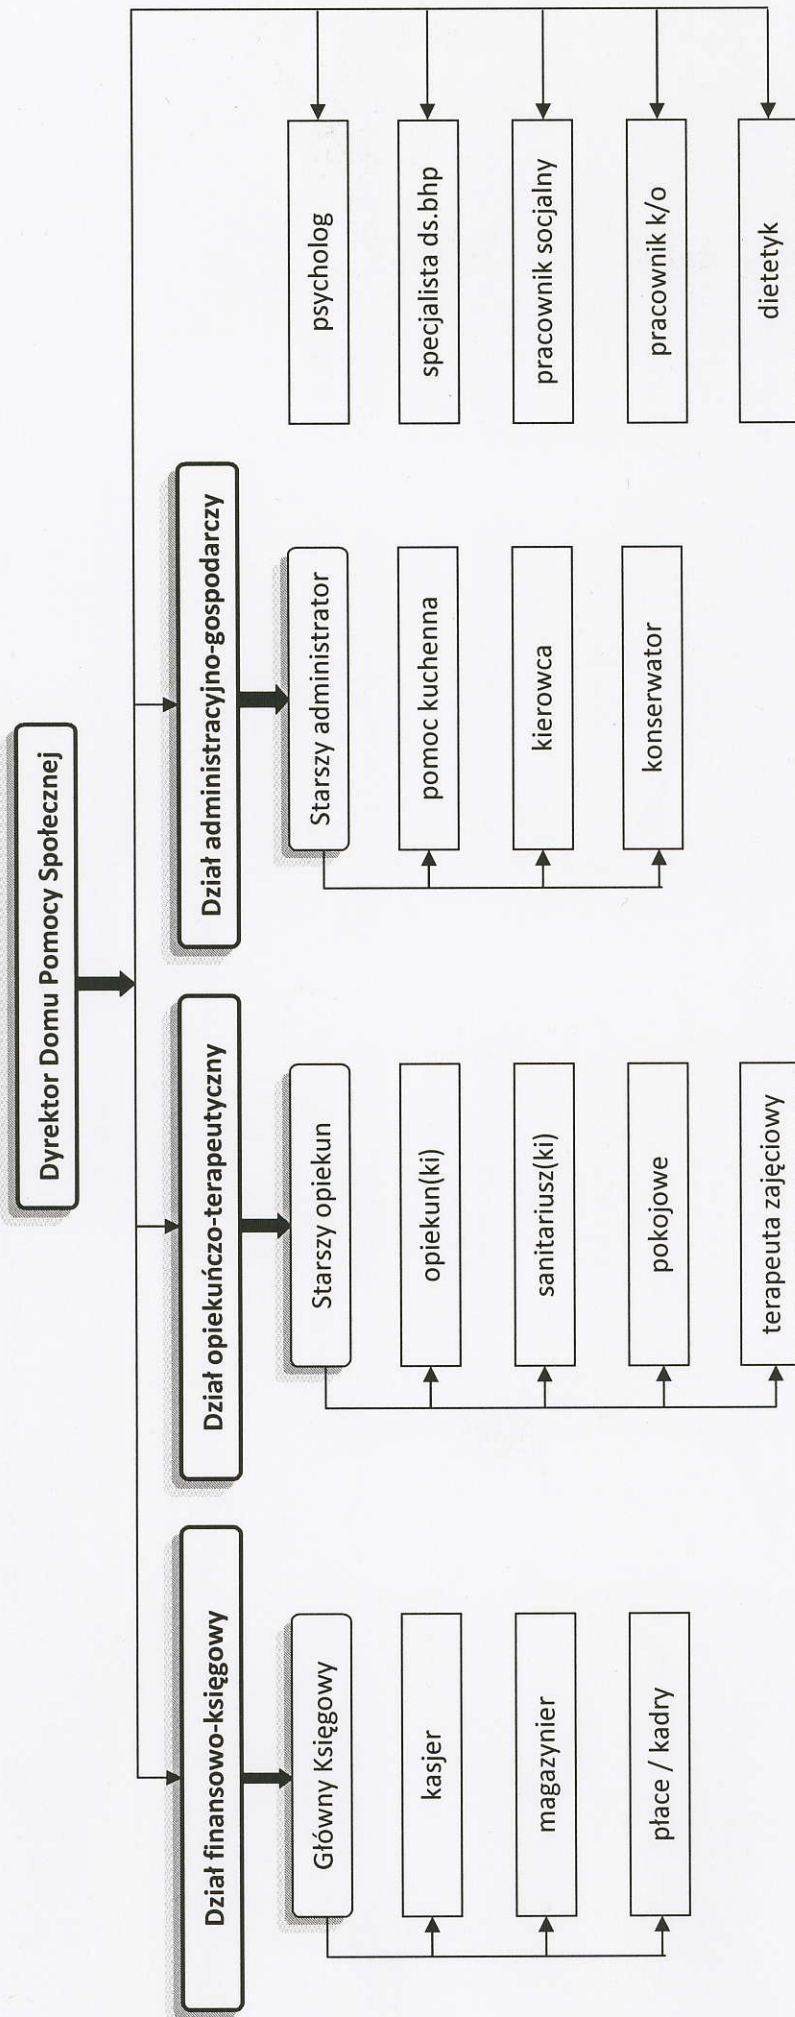 Dyrektor Domu Pomocy Społecznej
Dział finansowo-księgowy
Główny Księgowy
kasjer
magazynier
płace / kadry
Dział opiekuńczo-terapeutyczny
Starszy opiekun
opiekun(ki)
sanitariusz(ki)
pokojowe
terapeuta zajęciowy
Dział administracyjno-gospodarczy
Starszy administrator
pomoc kuchenna
kierowca
konserwator
psycholog
specjalista ds.bhp
pracownik socjalny
pracownik k/o
dietetyk